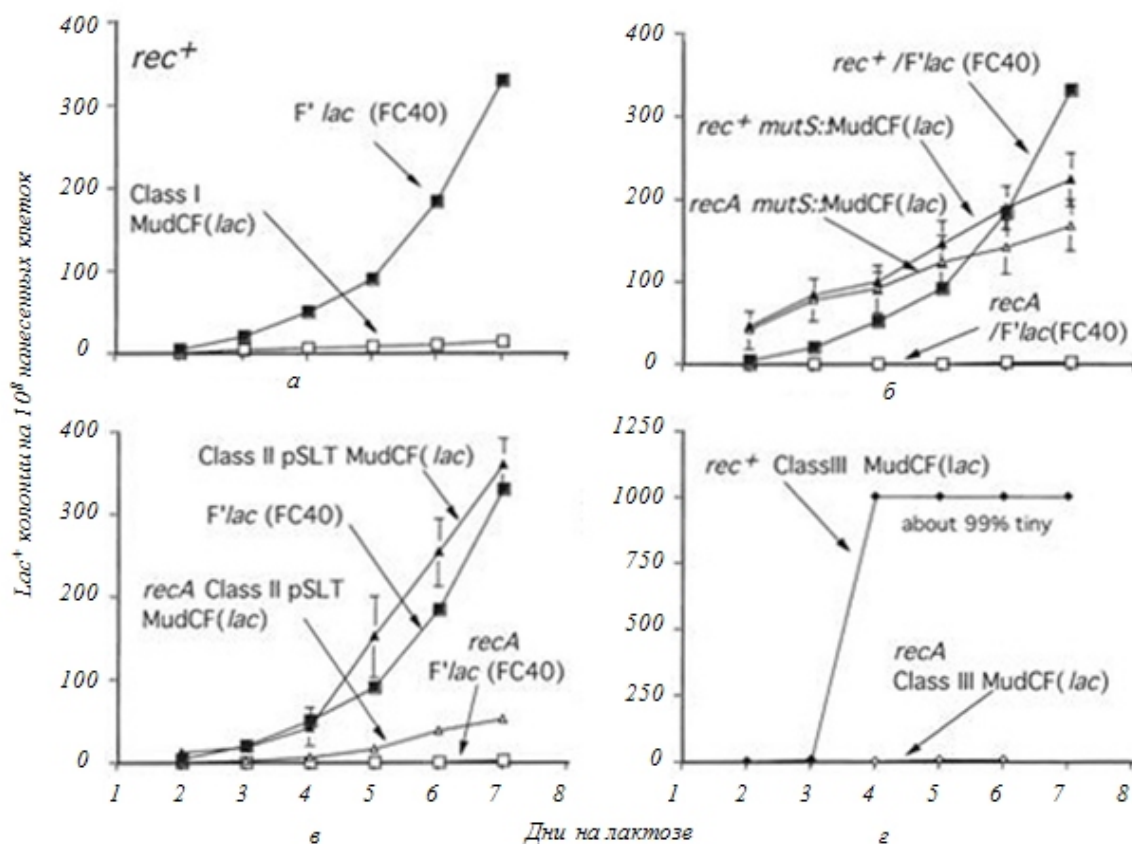 Lac⁺ колонии на 10⁸ нанесенных клеток
400
300
200
100
0
rec⁺
F' lac (FC40)
Class I
MudCF(lac)
а
400
300
200
100
0
rec⁺ /F'lac (FC40)
rec⁺ mutS::MudCF(lac)
recA mutS::MudCF(lac)
recA
/F'lac(FC40)
б
400
300
200
100
0
Class II pSLT MudCF(lac)
F'lac (FC40)
recA Class II pSLT
MudCF(lac)
recA
F'lac (FC40)
1 2 3 4 5 6 7 8
в
1250
1000
750
500
250
0
rec⁺ ClassIII MudCF(lac)
about 99% tiny
recA
Class III MudCF(lac)
1 2 3 4 5 6 7 8
г
Дни на лактозе